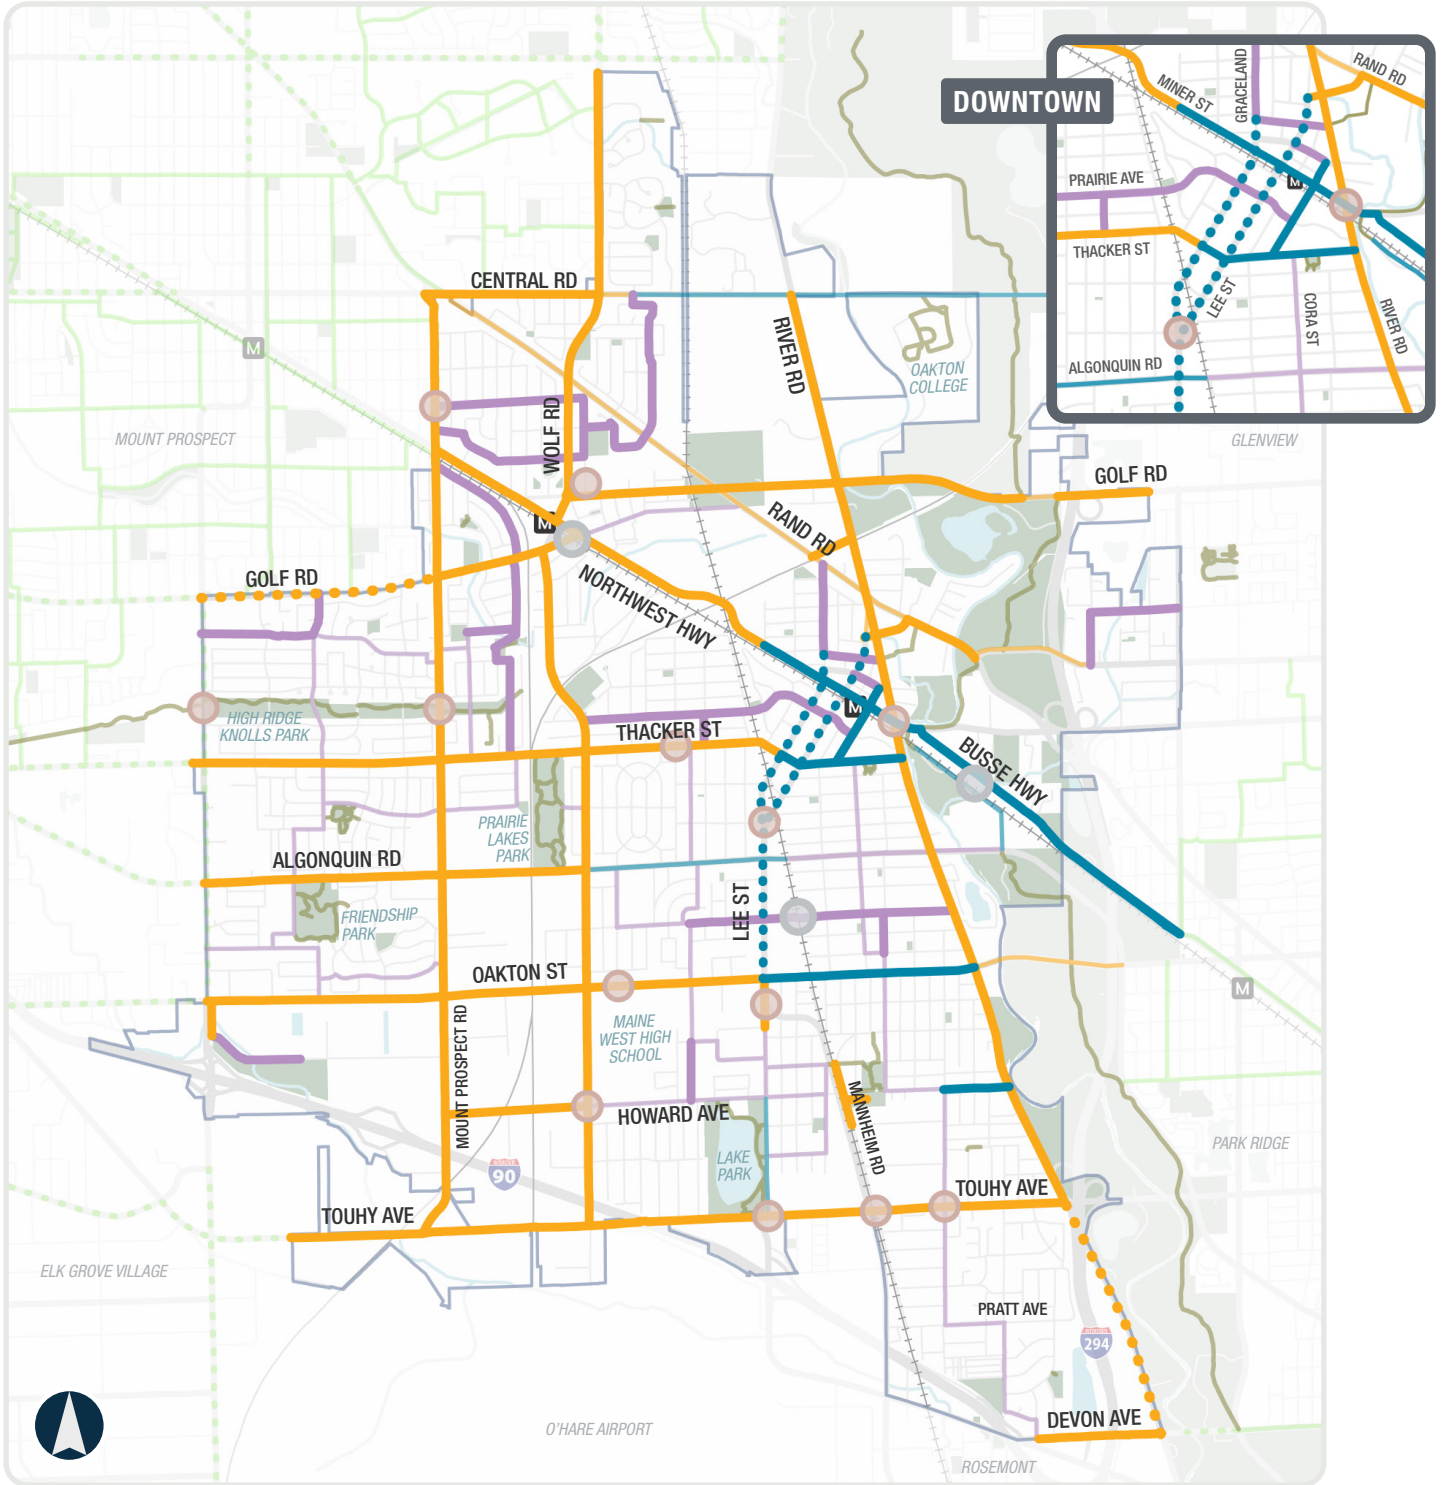 DOWNTOWN
GRACELAND
RAND RD
MINER ST
PRAIRIE AVE
M
THACKER ST
LEE ST
CORA ST
RIVER RD
ALGONQUIN RD
CENTRAL RD
RIVER RD
OAKTON
COLLEGE
M
MOUNT PROSPECT
WOLF RD
GLENVIEW
GOLF RD
M
RAND RD
GOLF RD
NORTHWEST HWY
HIGH RIDGE
KNOLLS PARK
THACKER ST
M
BUSSE HWY
PRAIRIE
LAKES
PARK
ALGONQUIN RD
FRIENDSHIP
PARK
LEE ST
OAKTON ST
M
MAINE
WEST HIGH
SCHOOL
MOUNT PROSPECT RD
HOWARD AVE
MANNHEIM RD
LAKE
PARK
PARK RIDGE
90
TOUHY AVE
TOUHY AVE
ELK GROVE VILLAGE
PRATT AVE
294
DEVON AVE
O'HARE AIRPORT
ROSEMONT